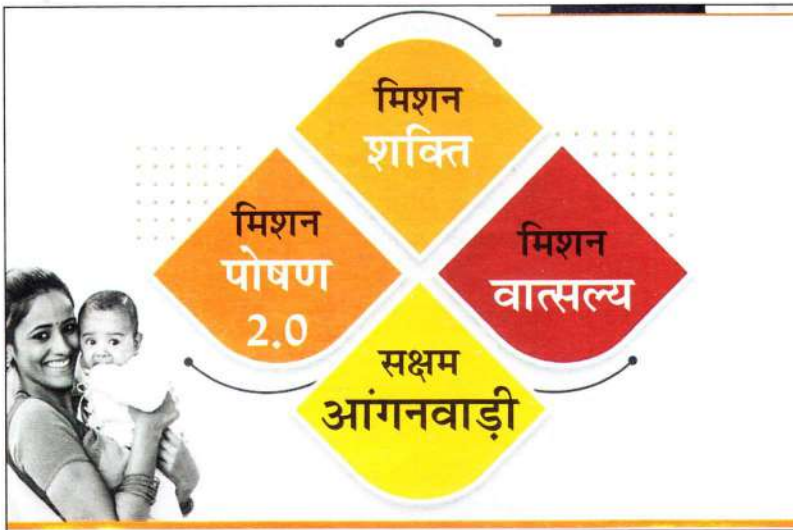 मिशन
शक्ति
मिशन
पोषण
2.0
मिशन
वात्सल्य
सक्षम
आंगनवाड़ी